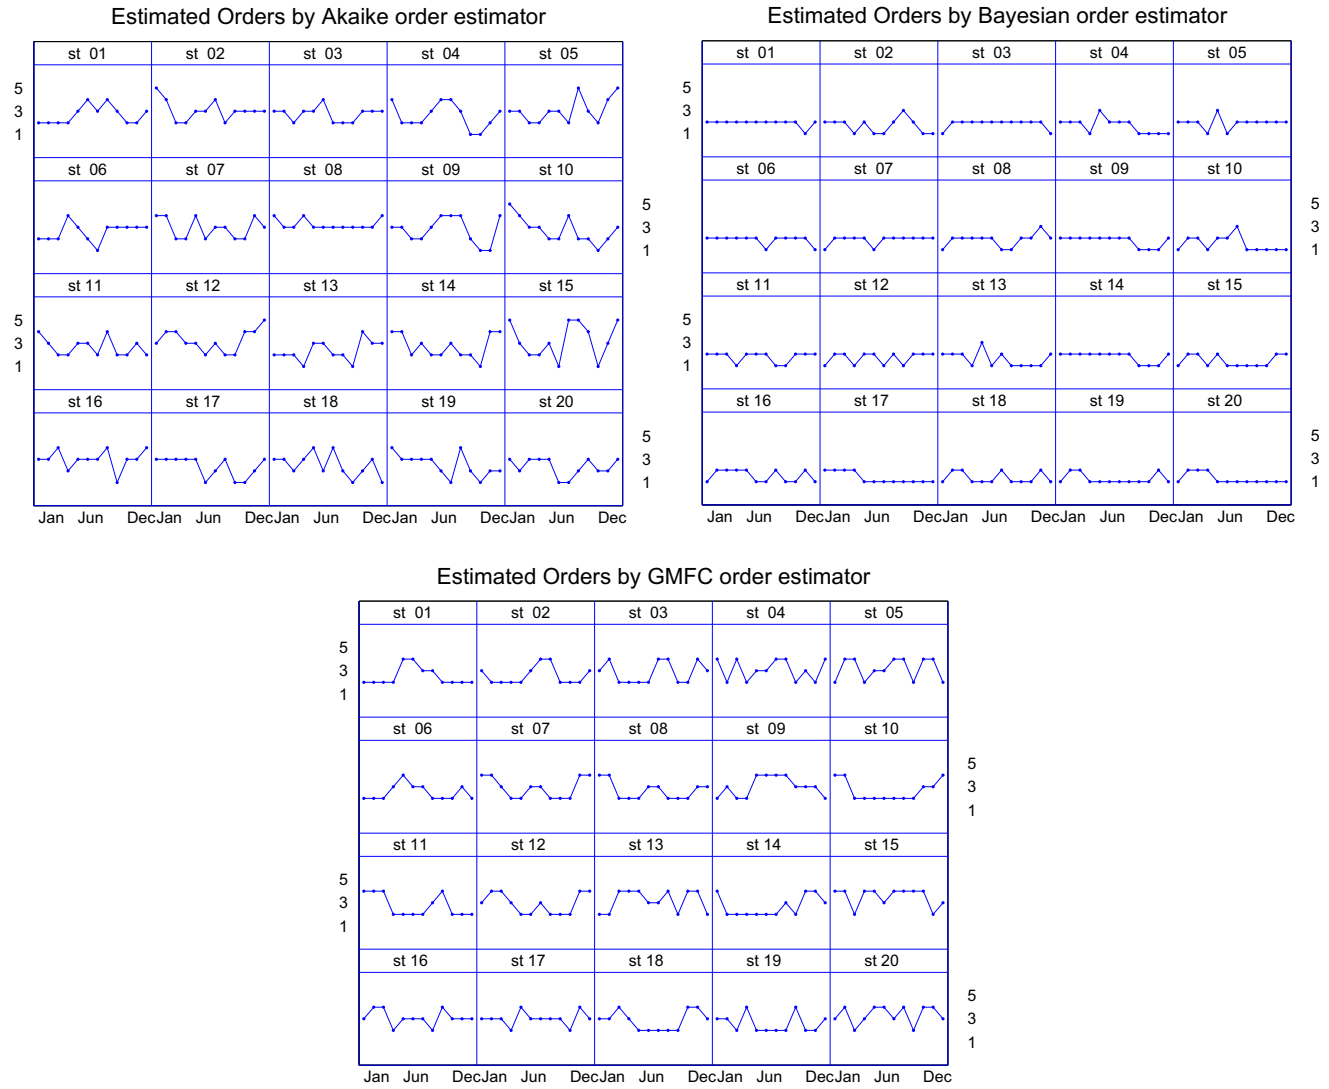 Estimated Orders by Akaike order estimator
st 01 st 02 st 03 st 04 st 05
5
3
1
st 06 st 07 st 08 st 09 st 10
5
3
1
st 11 st 12 st 13 st 14 st 15
5
3
1
st 16 st 17 st 18 st 19 st 20
5
3
1
Jan Jun DecJan Jun DecJan Jun DecJan Jun DecJan Jun Dec
Estimated Orders by Bayesian order estimator
st 01 st 02 st 03 st 04 st 05
5
3
1
st 06 st 07 st 08 st 09 st 10
5
3
1
st 11 st 12 st 13 st 14 st 15
5
3
1
st 16 st 17 st 18 st 19 st 20
5
3
1
Jan Jun DecJan Jun DecJan Jun DecJan Jun DecJan Jun Dec
Estimated Orders by GMFC order estimator
st 01 st 02 st 03 st 04 st 05
5
3
1
st 06 st 07 st 08 st 09 st 10
5
3
1
st 11 st 12 st 13 st 14 st 15
5
3
1
st 16 st 17 st 18 st 19 st 20
5
3
1
Jan Jun DecJan Jun DecJan Jun DecJan Jun DecJan Jun Dec